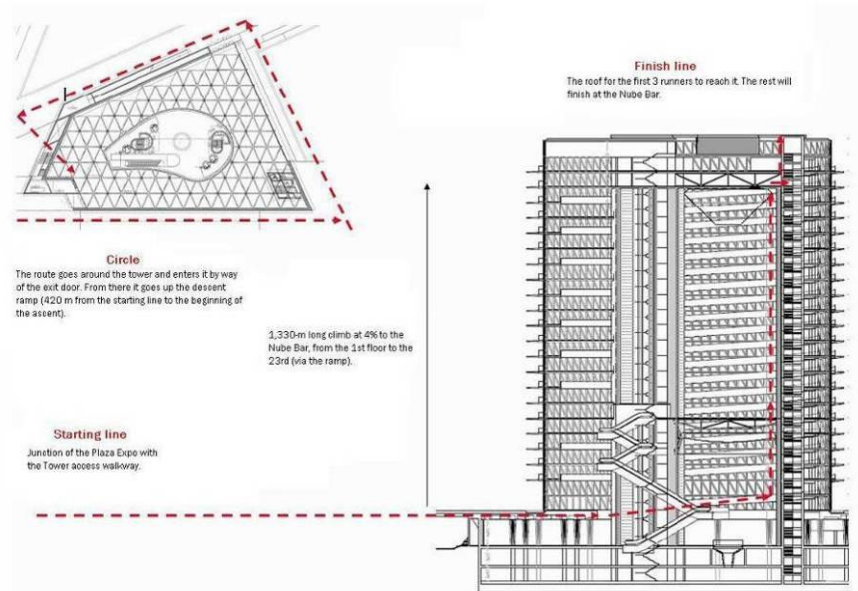 Finish line
The roof for the first 3 runners to reach it. The rest will
finish at the Nube Bar.
Circle
The route goes around the tower and enters it by way
of the exit door. From there it goes up the descent
ramp (420 m from the starting line to the beginning of
the ascent).
1,330-m long climb at 4% to the
Nube Bar, from the 1st floor to the
23rd (via the ramp).
Starting line
Junction of the Plaza Expo with
the Tower access walkway.